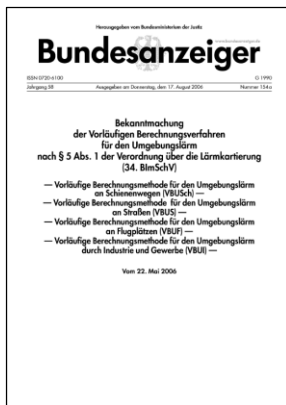 Herausgegeben vom Bundesministerium der Justiz
www.bundesanzeiger.de
Bundesanzeiger
ISSN 0720-6100
G 1990
Jahrgang 58
Ausgegeben am Donnerstag, dem 17. August 2006
Nummer 154a
Bekanntmachung
der Vorläufigen Berechnungsverfahren
für den Umgebungslärm
nach § 5 Abs. 1 der Verordnung über die Lärmkartierung
(34. BImSchV)
— Vorläufige Berechnungsmethode für den Umgebungslärm
an Schienenwegen (VBUSch) —
— Vorläufige Berechnungsmethode für den Umgebungslärm
an Straßen (VBUS) —
— Vorläufige Berechnungsmethode für den Umgebungslärm
an Flugplätzen (VBUF) —
— Vorläufige Berechnungsmethode für den Umgebungslärm
durch Industrie und Gewerbe (VBUI) —
Vom 22. Mai 2006